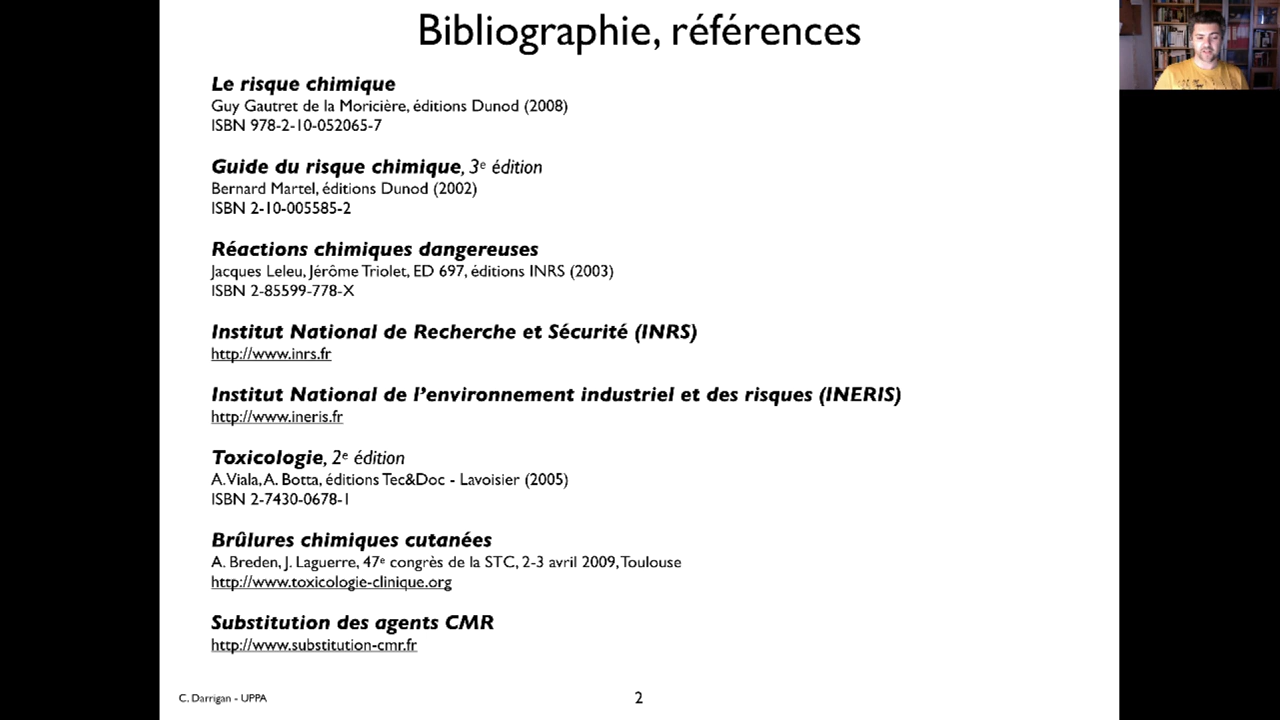 Bibliographie, références
Le risque chimique
Guy Gautret de la Moricière, éditions Dunod (2008)
ISBN 978-2-10-052065-7
Guide du risque chimique, 3e édition
Bernard Martel, éditions Dunod (2002)
ISBN 2-10-005585-2
Réactions chimiques dangereuses
Jacques Leleu, Jérôme Triolet, ED 697, éditions INRS (2003)
ISBN 2-85599-778-X
Institut National de Recherche et Sécurité (INRS)
http://www.inrs.fr
Institut National de l'environnement industriel et des risques (INERIS)
http://www.ineris.fr
Toxicologie, 2e édition
A. Viala, A. Botta, éditions Tec&Doc - Lavoisier (2005)
ISBN 2-7430-0678-1
Brûlures chimiques cutanées
A. Breden, J. Laguerre, 47e congrès de la STC, 2-3 avril 2009, Toulouse
http://www.toxicologie-clinique.org
Substitution des agents CMR
http://www.substitution-cmr.fr
C. Darrigan - UPPA
2